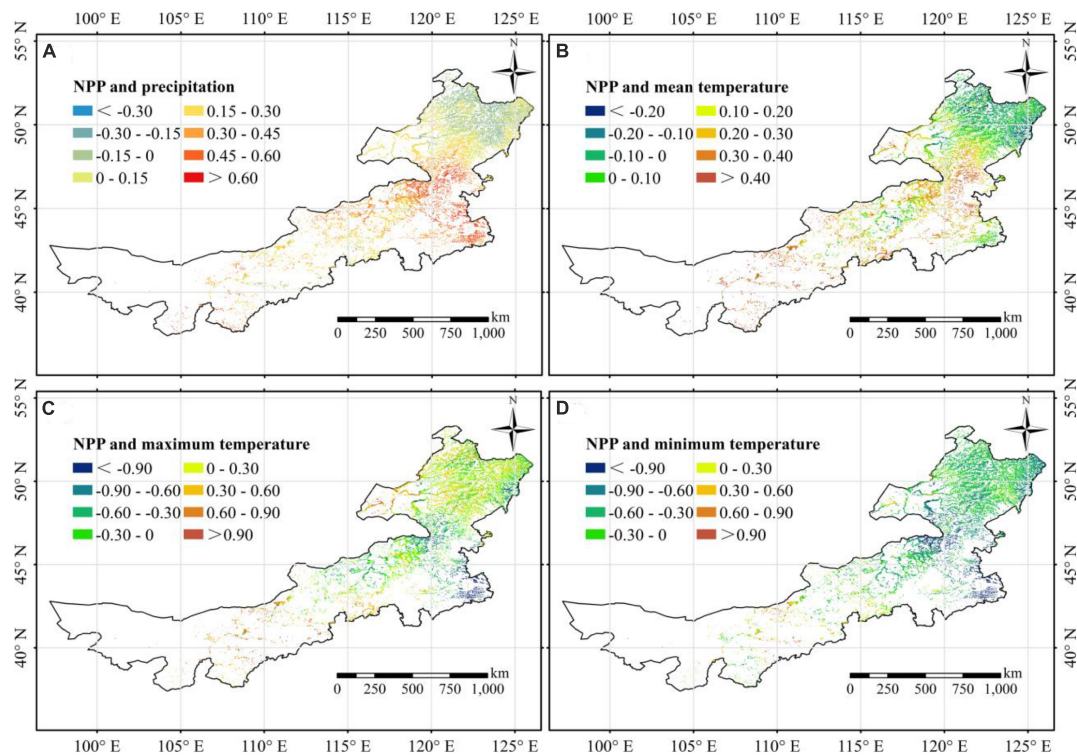 100° E 105° E 110° E 115° E 120° E 125° E 100° E 105° E 110° E 115° E 120° E 125° E
A
N
55° N
50° N
45° N
40° N
NPP and precipitation
< -0.30 0.15 - 0.30
-0.30 - -0.15 0.30 - 0.45
-0.15 - 0 0.45 - 0.60
0 - 0.15 > 0.60
km
0 250 500 750 1,000
B
N
NPP and mean temperature
< -0.20 0.10 - 0.20
-0.20 - -0.10 0.20 - 0.30
-0.10 - 0 0.30 - 0.40
0 - 0.10 > 0.40
55° N
50° N
45° N
40° N
km
0 250 500 750 1,000
C
N
55° N
50° N
45° N
40° N
NPP and maximum temperature
< -0.90 0 - 0.30
-0.90 - -0.60 0.30 - 0.60
-0.60 - -0.30 0.60 - 0.90
-0.30 - 0 > 0.90
km
0 250 500 750 1,000
D
N
NPP and minimum temperature
< -0.90 0 - 0.30
-0.90 - -0.60 0.30 - 0.60
-0.60 - -0.30 0.60 - 0.90
-0.30 - 0 > 0.90
55° N
50° N
45° N
40° N
km
0 250 500 750 1,000
100° E 105° E 110° E 115° E 120° E 125° E 100° E 105° E 110° E 115° E 120° E 125° E